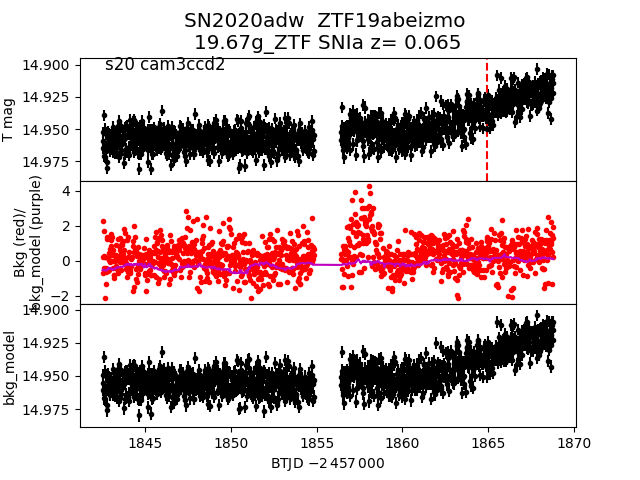 SN2020adw ZTF19abeizmo
19.67g_ZTF SNIa z= 0.065
s20 cam3ccd2
T mag
14.900
14.925
14.950
14.975
Bkg (red)/
bkg_model (purple)
4
2
0
−2
bkg_model
14.900
14.925
14.950
14.975
1845
1850
1855
1860
1865
1870
BTJD −2 457 000